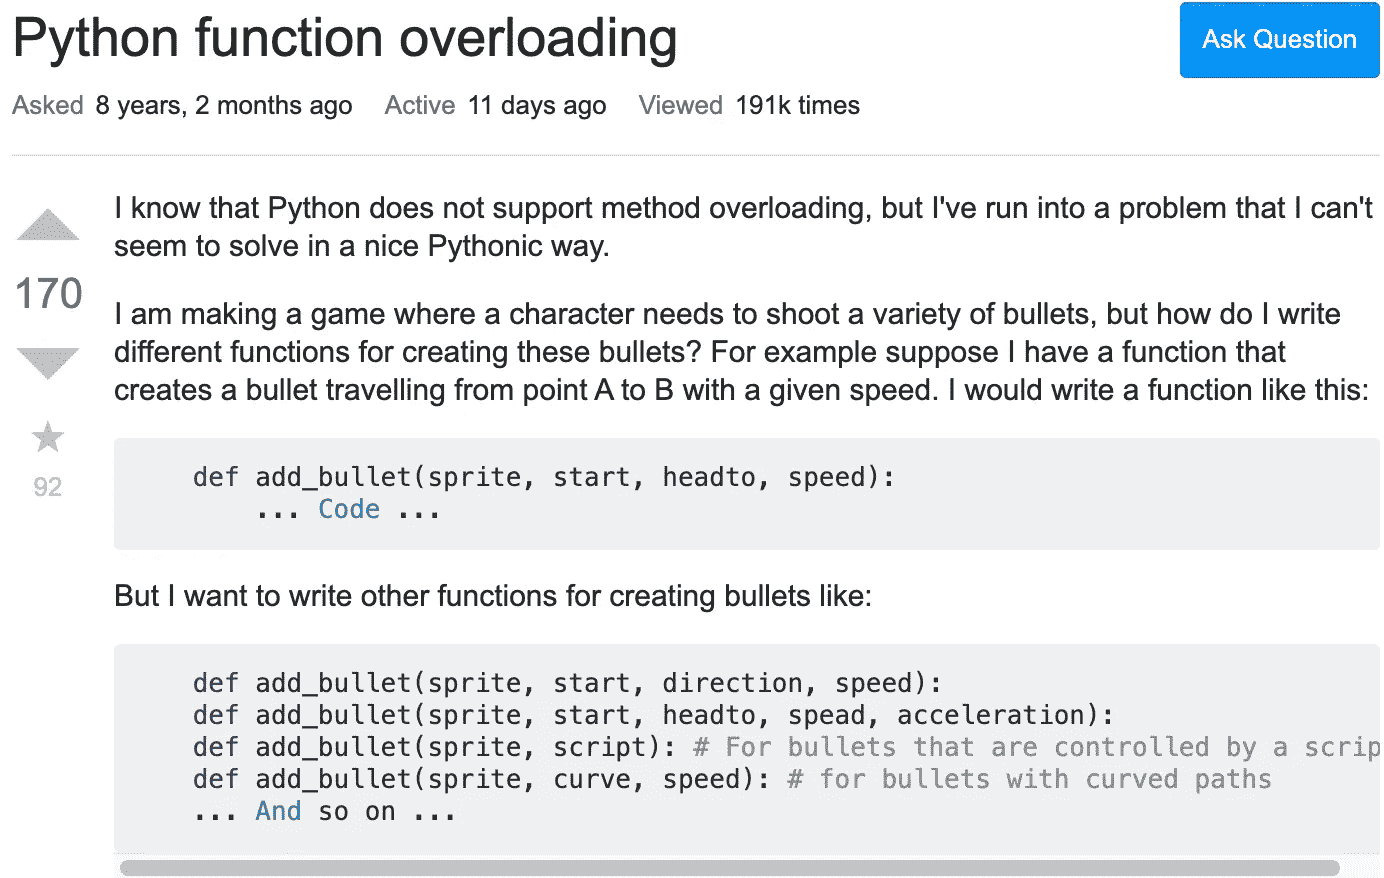 Python function overloading
Ask Question
Asked 8 years, 2 months ago Active 11 days ago Viewed 191k times
I know that Python does not support method overloading, but I've run into a problem that I can't
seem to solve in a nice Pythonic way.
170
I am making a game where a character needs to shoot a variety of bullets, but how do I write
different functions for creating these bullets? For example suppose I have a function that
creates a bullet travelling from point A to B with a given speed. I would write a function like this:
92
def add_bullet(sprite, start, headto, speed):
... Code ...
But I want to write other functions for creating bullets like:
def add_bullet(sprite, start, direction, speed):
def add_bullet(sprite, start, headto, spead, acceleration):
def add_bullet(sprite, script): # For bullets that are controlled by a scrip
def add_bullet(sprite, curve, speed): # for bullets with curved paths
... And so on ...